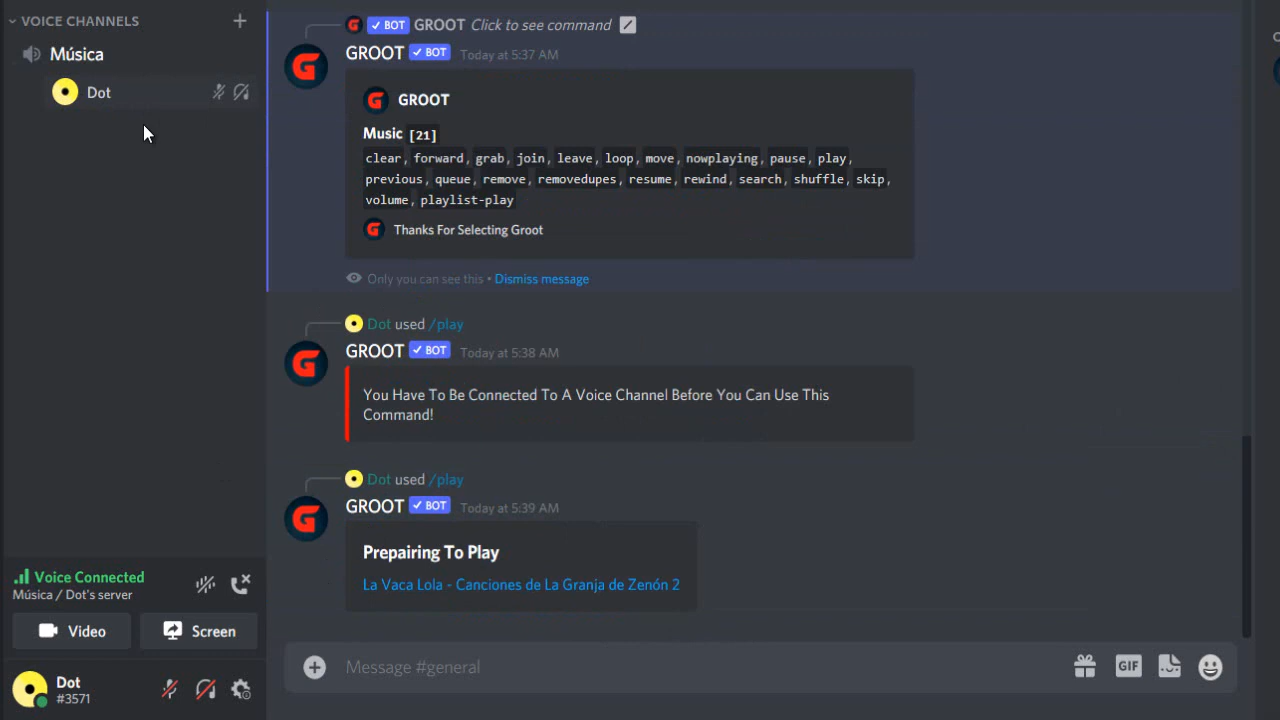 VOICE CHANNELS
Música
Dot
Voice Connected
Música / Dot's server
Video
Screen
Dot
#3571
BOT GROOT Click to see command
GROOT BOT Today at 5:37 AM
GROOT
Music [21]
clear, forward, grab, join, leave, loop, move, nowplaying, pause, play,
previous, queue, remove, removedupes, resume, rewind, search, shuffle, skip,
volume, playlist-play
Thanks For Selecting Groot
Only you can see this • Dismiss message
Dot used /play
GROOT BOT Today at 5:38 AM
You Have To Be Connected To A Voice Channel Before You Can Use This
Command!
Dot used /play
GROOT BOT Today at 5:39 AM
Prepairing To Play
La Vaca Lola - Canciones de La Granja de Zenón 2
Message #general
GIF